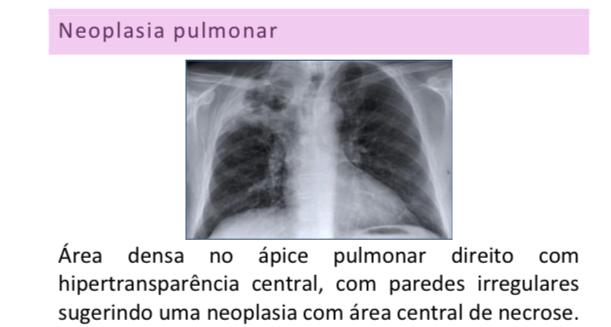 Neoplasia pulmonar
Área densa no ápice pulmonar direito com
hipertransparência central, com paredes irregulares
sugerindo uma neoplasia com área central de necrose.